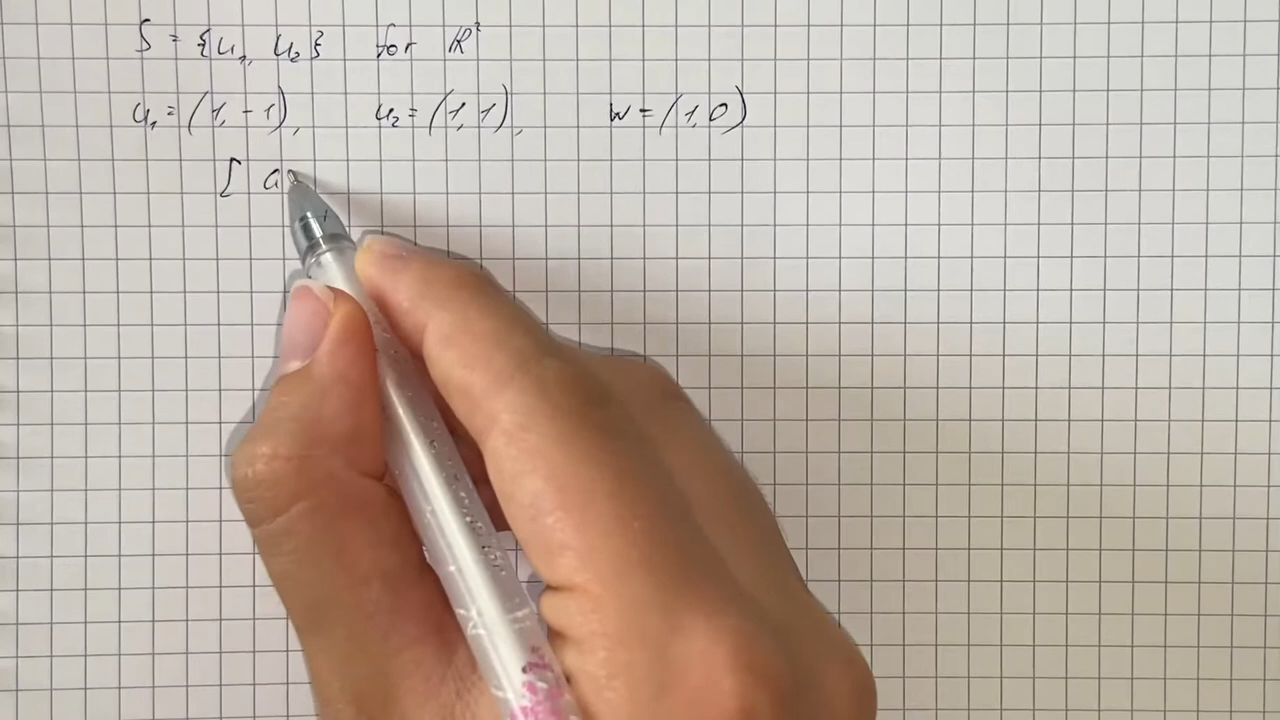 S = {u₁, u₂} for ℝ²
u₁ = (1, -1), u₂ = (1, 1), w = (1, 0)
[ a